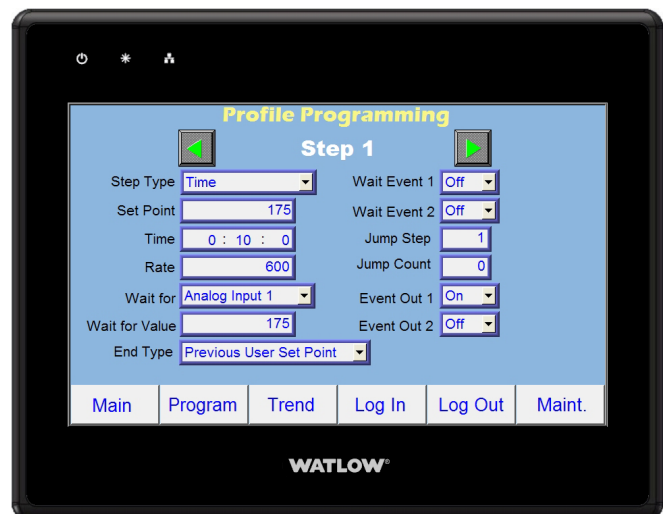 Profile Programming
Step 1
Step Type Time Wait Event 1 Off
Set Point 175 Wait Event 2 Off
Time 0 : 10 : 0 Jump Step 1
Rate 600 Jump Count 0
Wait for Analog Input 1 Event Out 1 On
Wait for Value 175 Event Out 2 Off
End Type Previous User Set Point
Main Program Trend Log In Log Out Maint.
WATLOW®